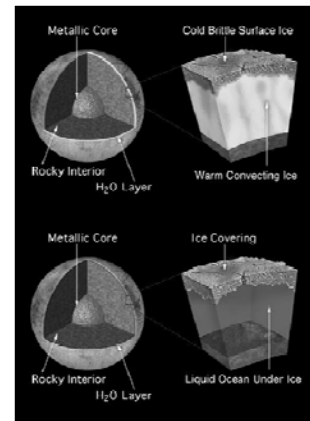 Metallic Core
Cold Brittle Surface Ice
Rocky Interior
H₂O Layer
Warm Convecting Ice
Metallic Core
Ice Covering
Rocky Interior
H₂O Layer
Liquid Ocean Under Ice